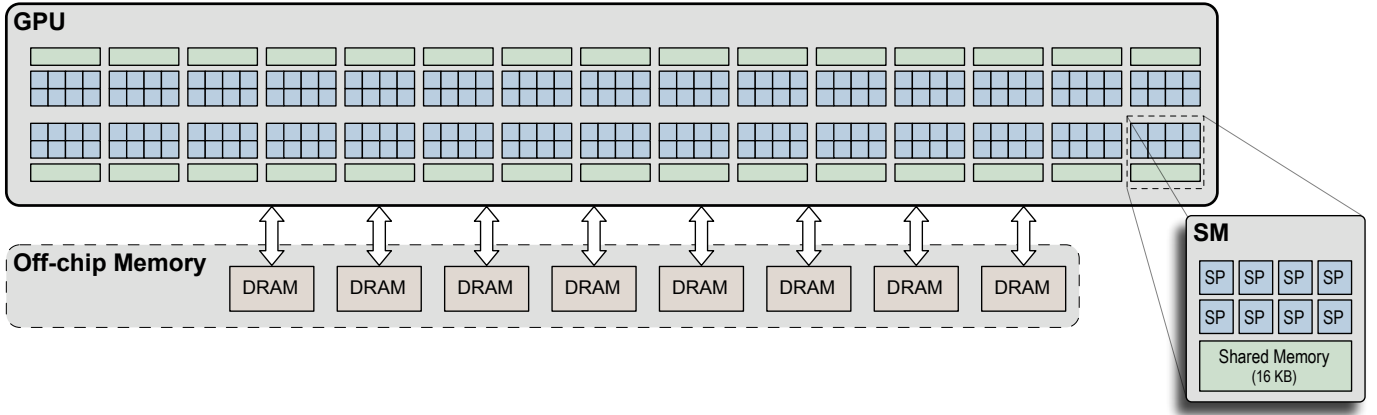 GPU
Off-chip Memory
DRAM DRAM DRAM DRAM DRAM DRAM DRAM DRAM
SM
SP SP SP SP
SP SP SP SP
Shared Memory
(16 KB)